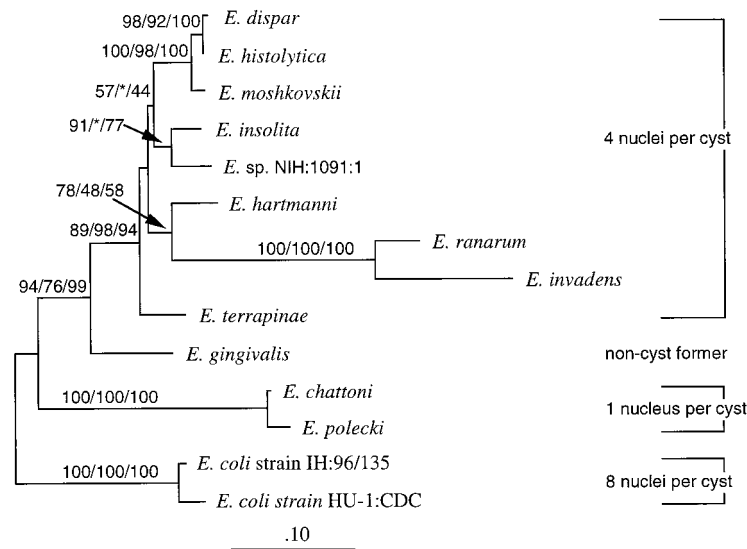 98/92/100
E. dispar
100/98/100
E. histolytica
57/*/44
E. moshkovskii
91/*/77
E. insolita
4 nuclei per cyst
E. sp. NIH:1091:1
78/48/58
E. hartmanni
89/98/94
100/100/100
E. ranarum
E. invadens
94/76/99
E. terrapinae
E. gingivalis
non-cyst former
100/100/100
E. chattoni
1 nucleus per cyst
E. polecki
100/100/100
E. coli strain IH:96/135
8 nuclei per cyst
E. coli strain HU-1:CDC
.10